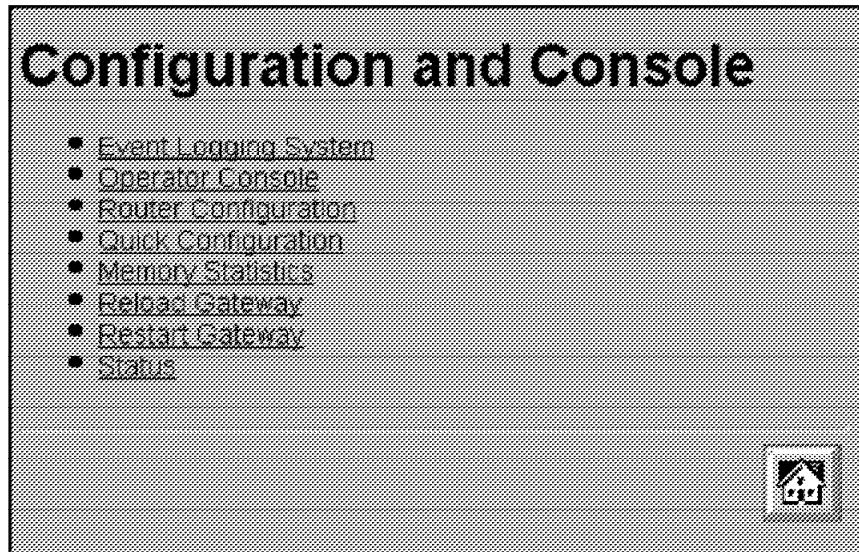 Configuration and Console
Event Logging System
Operator Console
Router Configuration
Quick Configuration
Memory Statistics
Reload Gateway
Restart Gateway
Status